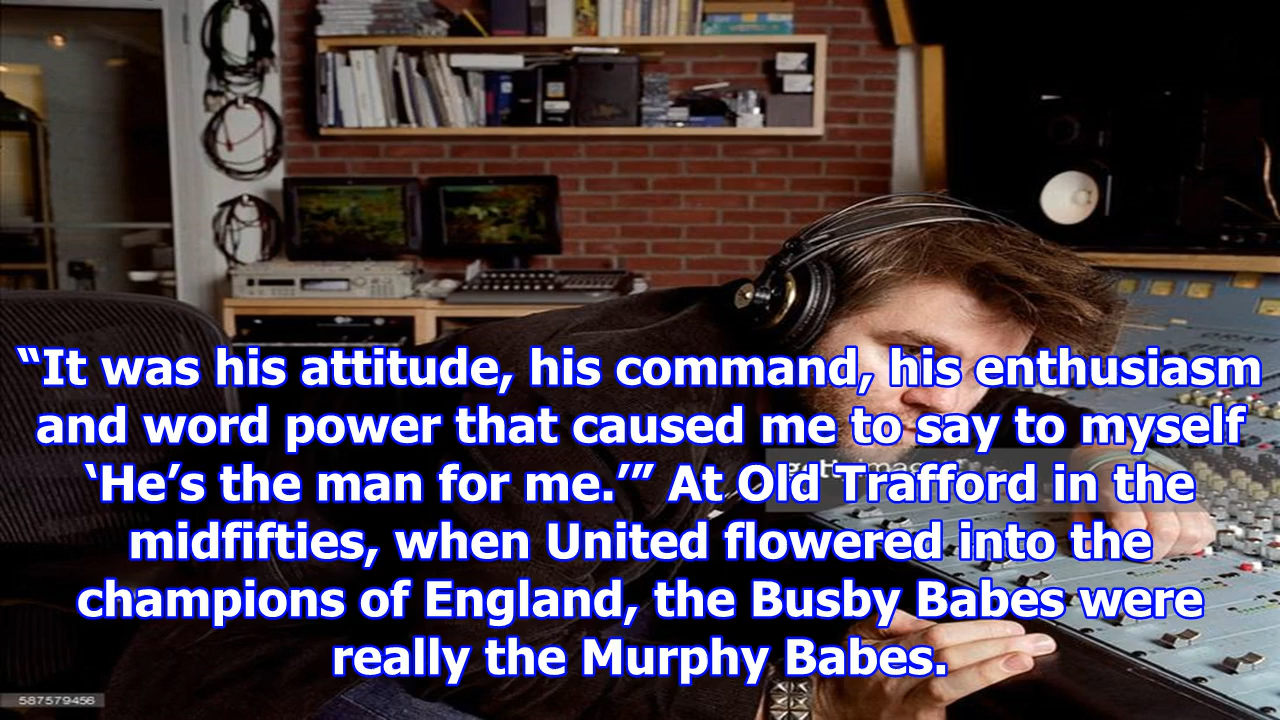 “It was his attitude, his command, his enthusiasm
and word power that caused me to say to myself
‘He’s the man for me.’” At Old Trafford in the
midfifties, when United flowered into the
champions of England, the Busby Babes were
really the Murphy Babes.
587579456